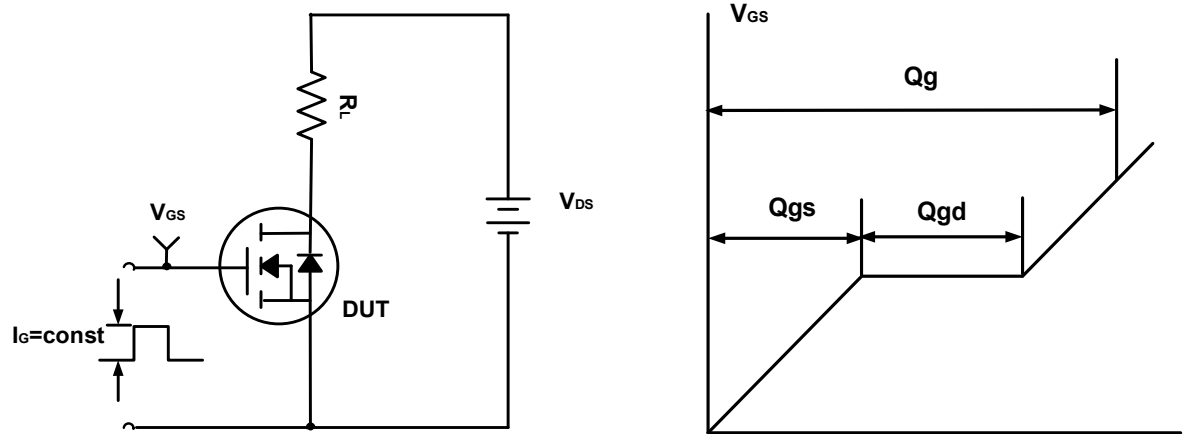 RL
VGS
VDS
DUT
IG=const
VGS
Qg
Qgs
Qgd